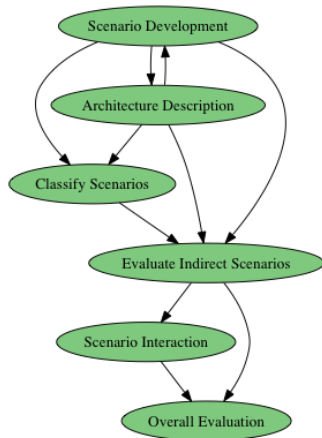 Scenario Development
Architecture Description
Classify Scenarios
Evaluate Indirect Scenarios
Scenario Interaction
Overall Evaluation